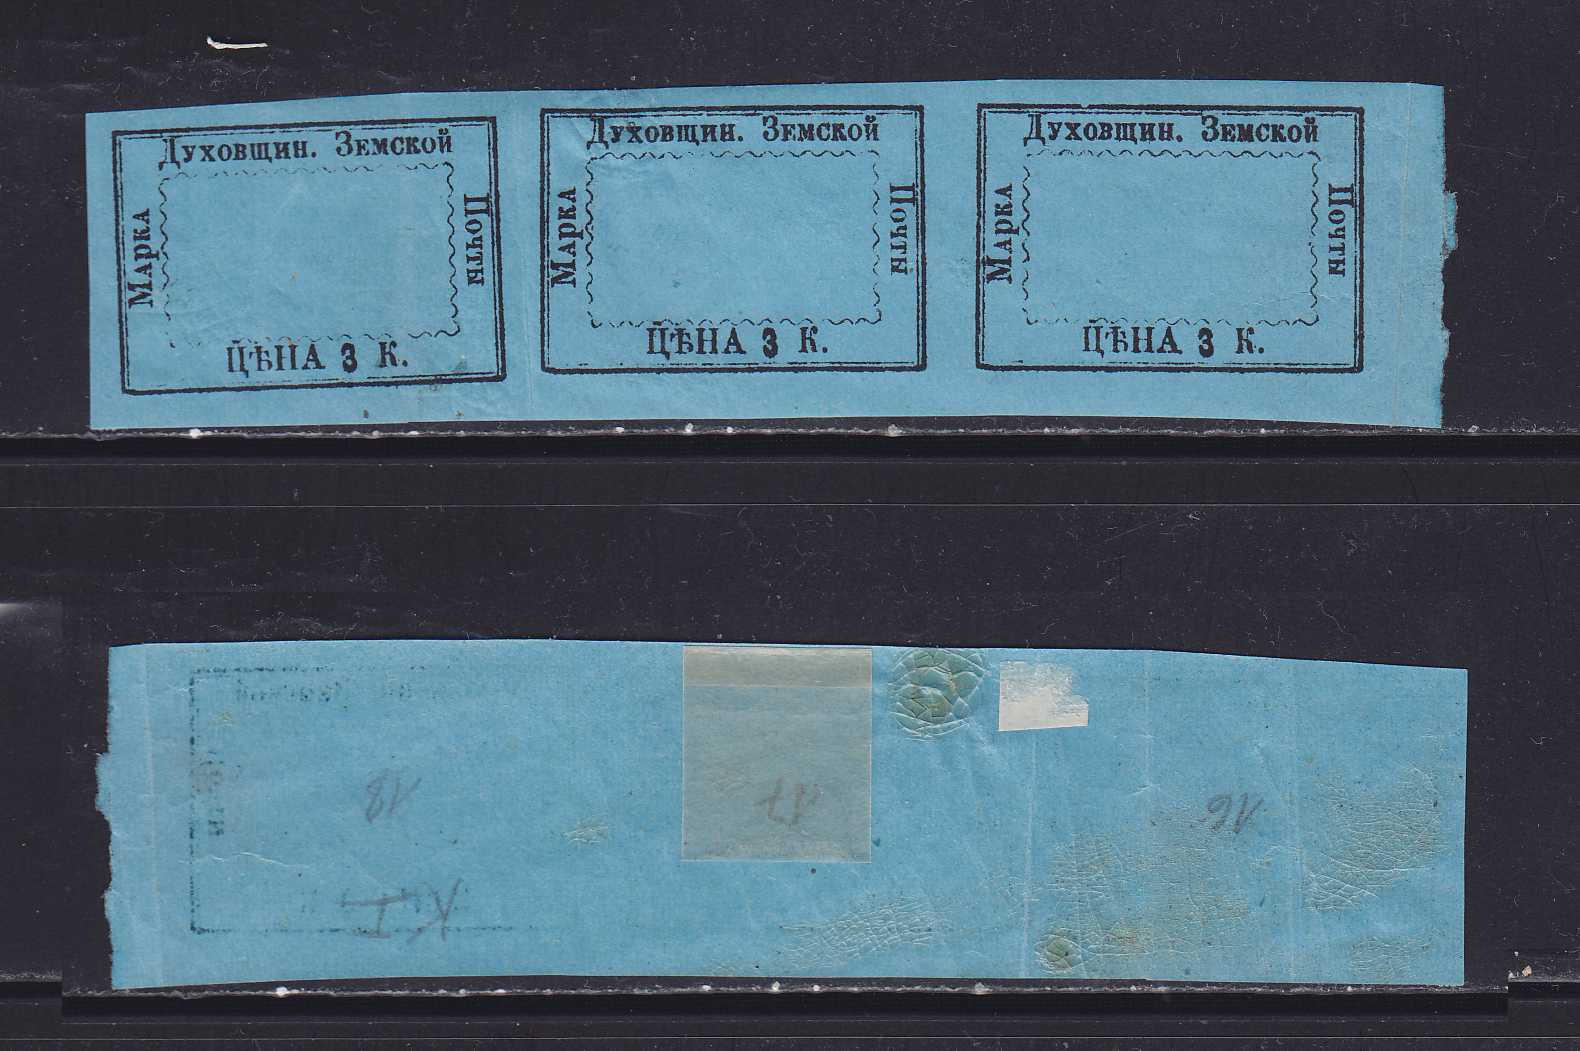 Духовщин. Земской
Марка
Почты
ЦѢНА 3 К.
Духовщин. Земской
Марка
Почты
ЦѢНА 3 К.
Духовщин. Земской
Марка
Почты
ЦѢНА 3 К.
18
17
16